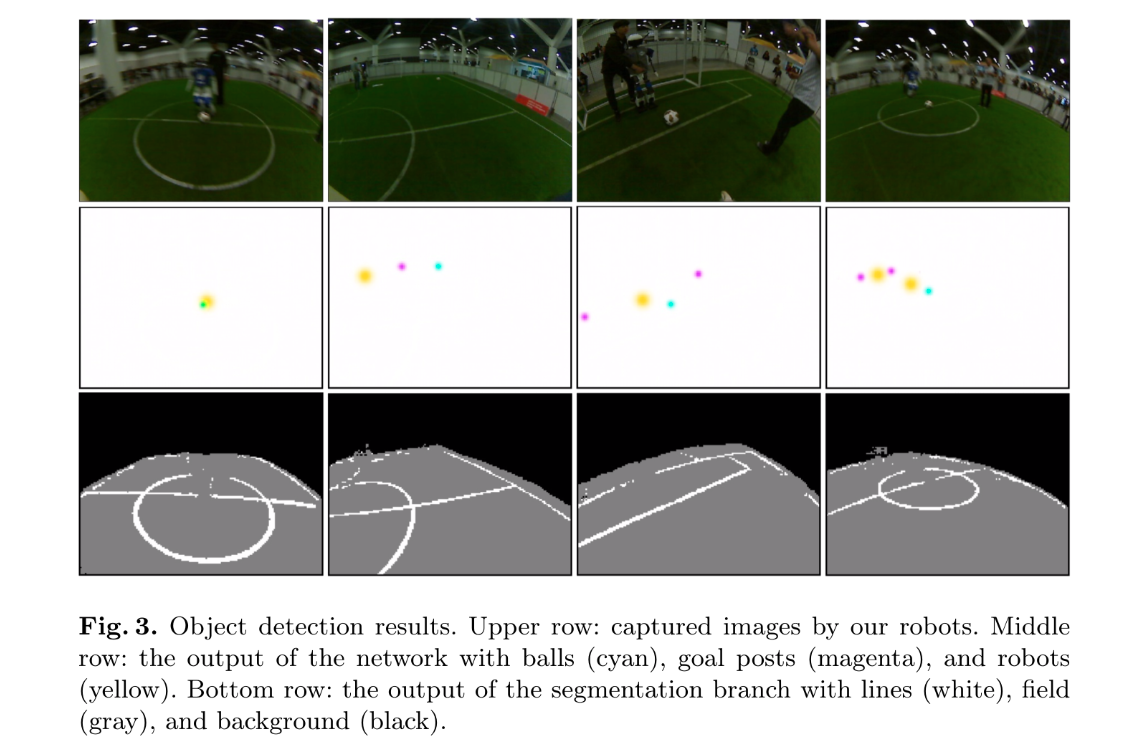 Fig. 3. Object detection results. Upper row: captured images by our robots. Middle
row: the output of the network with balls (cyan), goal posts (magenta), and robots
(yellow). Bottom row: the output of the segmentation branch with lines (white), field
(gray), and background (black).